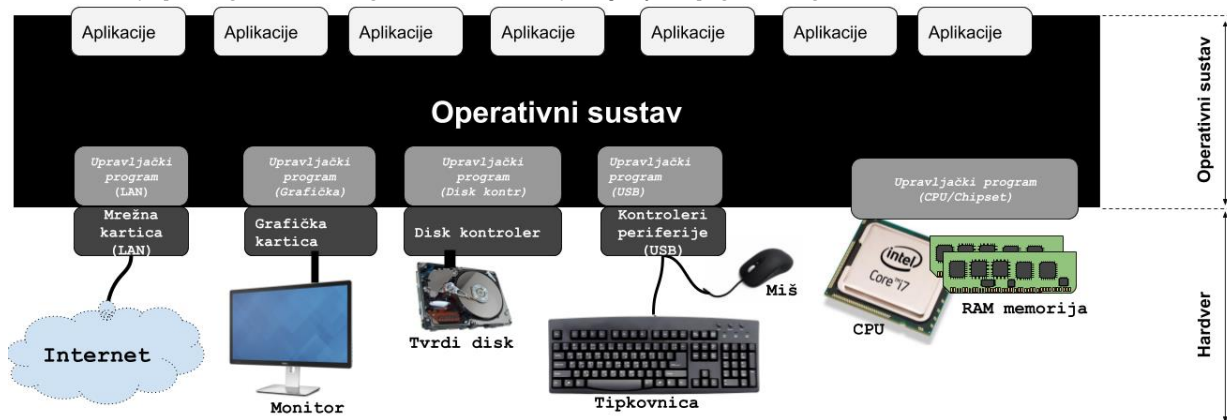 Aplikacije
Aplikacije
Aplikacije
Aplikacije
Aplikacije
Aplikacije
Aplikacije
Operativni sustav
Operativni sustav
Upravljački
program
(LAN)
Upravljački
program
(Grafička)
Upravljački
program
(Disk kontr)
Upravljački
program
(USB)
Upravljački program
(CPU/Chipset)
Mrežna
kartica
(LAN)
Grafička
kartica
Disk kontroler
Kontroleri
periferije
(USB)
Hardver
Internet
Monitor
Tvrdi disk
Tipkovnica
Miš
intel
Core™i7
CPU
RAM memorija